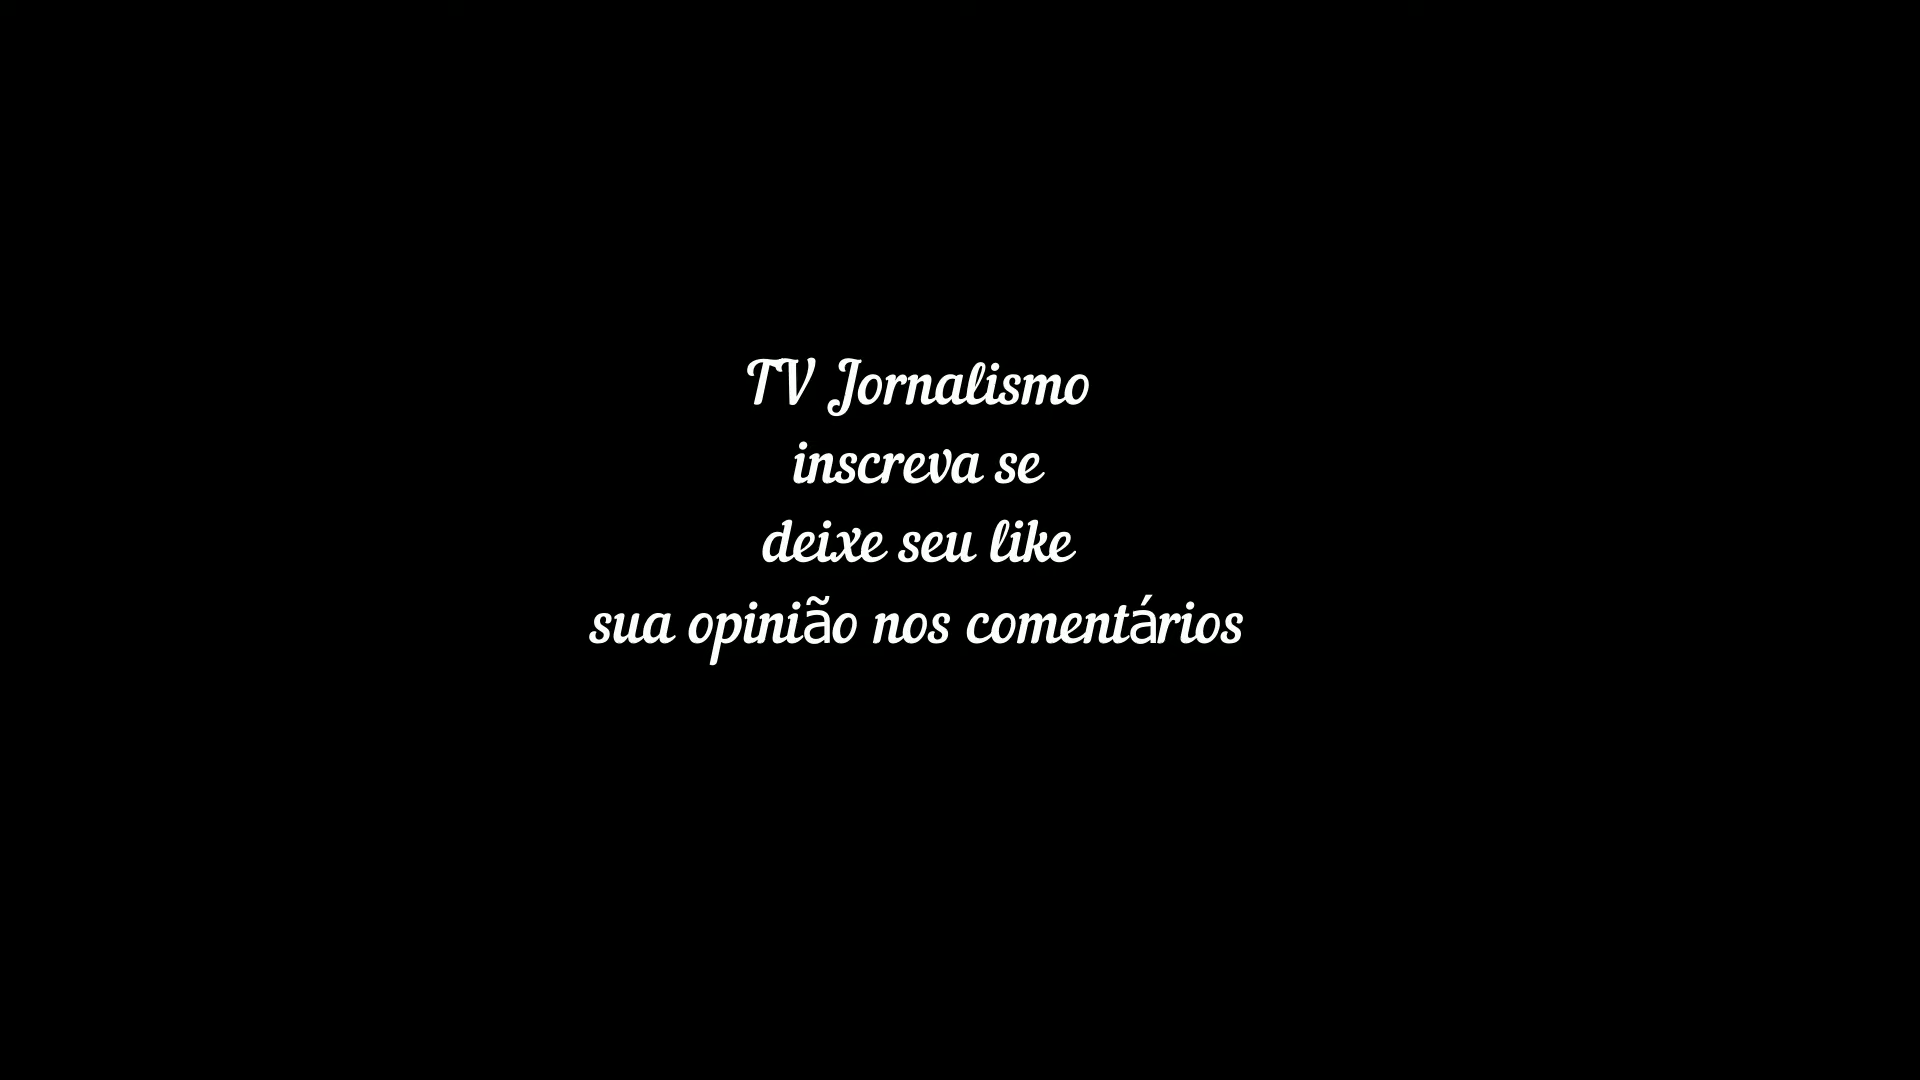 TV Jornalismo
inscreva se
deixe seu like
sua opinião nos comentários